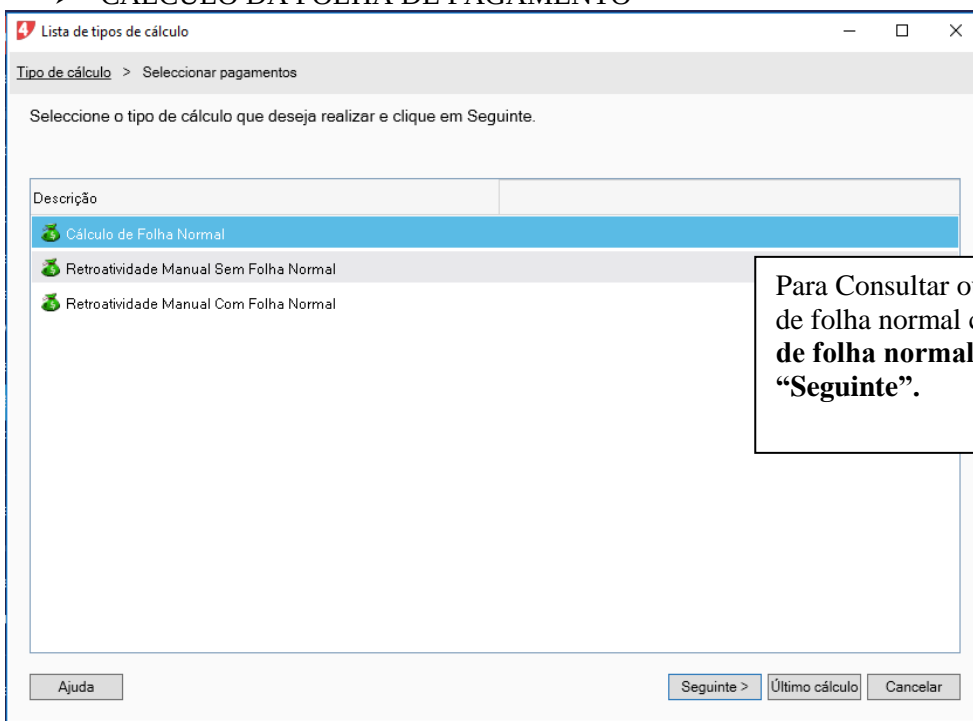 CÁLCULO DA FOLHA DE PAGAMENTO
Lista de tipos de cálculo
Tipo de cálculo > Seleccionar pagamentos
Seleccione o tipo de cálculo que deseja realizar e clique em Seguinte.
Descrição
Cálculo de Folha Normal
Retroatividade Manual Sem Folha Normal
Retroatividade Manual Com Folha Normal
Para Consultar
de folha normal
de folha normal
“Seguinte”.
Ajuda
Seguinte >
Último cálculo
Cancelar